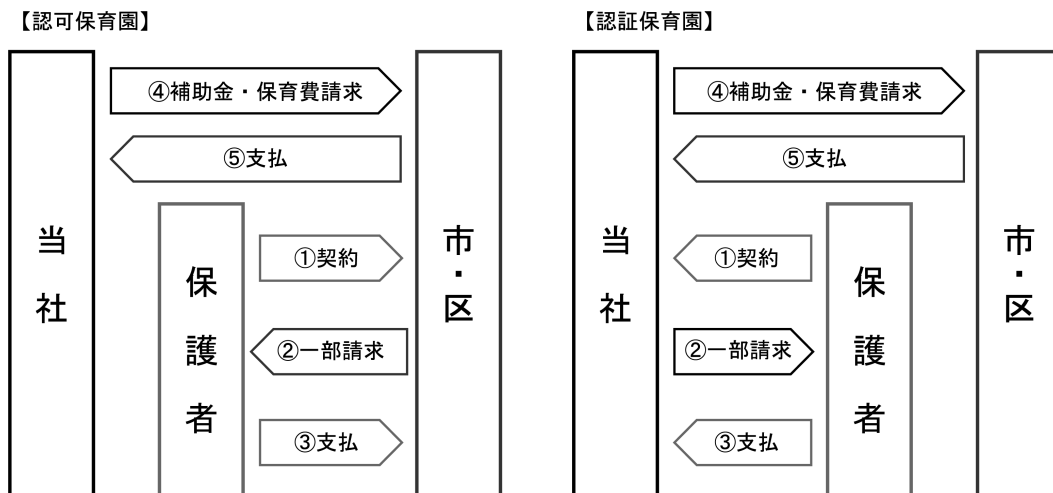 【認可保育園】
④補助金・保育費請求
⑤支払
当社
保護者
市・区
①契約
②一部請求
③支払
【認証保育園】
④補助金・保育費請求
⑤支払
当社
保護者
市・区
①契約
②一部請求
③支払